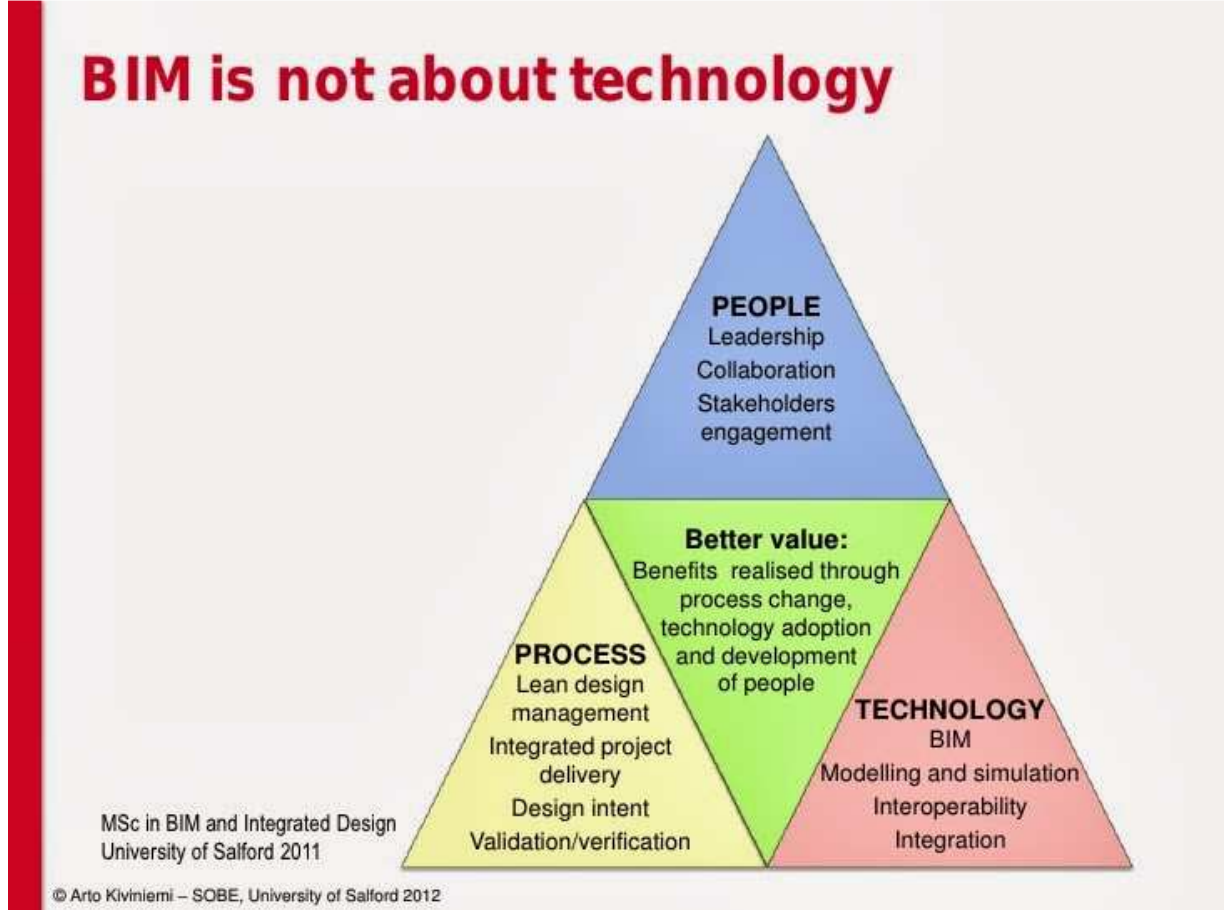 BIM is not about technology
PEOPLE
Leadership
Collaboration
Stakeholders
engagement
Better value:
Benefits realised through
process change,
technology adoption
and development
of people
PROCESS
Lean design
management
Integrated project
delivery
Design intent
Validation/verification
TECHNOLOGY
BIM
Modelling and simulation
Interoperability
Integration
MSc in BIM and Integrated Design
University of Salford 2011
© Arto Kiviniemi – SOBE, University of Salford 2012